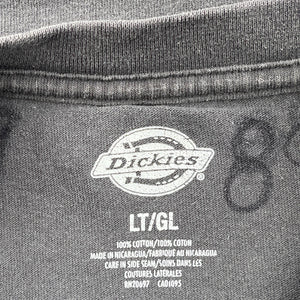 Dickies
LT/GL
100% COTTON/100% COTON
MADE IN NICARAGUA/FABRIQUÉ AU NICARAGUA
CARE IN SIDE SEAM/SOINS DANS LES
COUTURES LATÉRALES
RN20697 CA01095